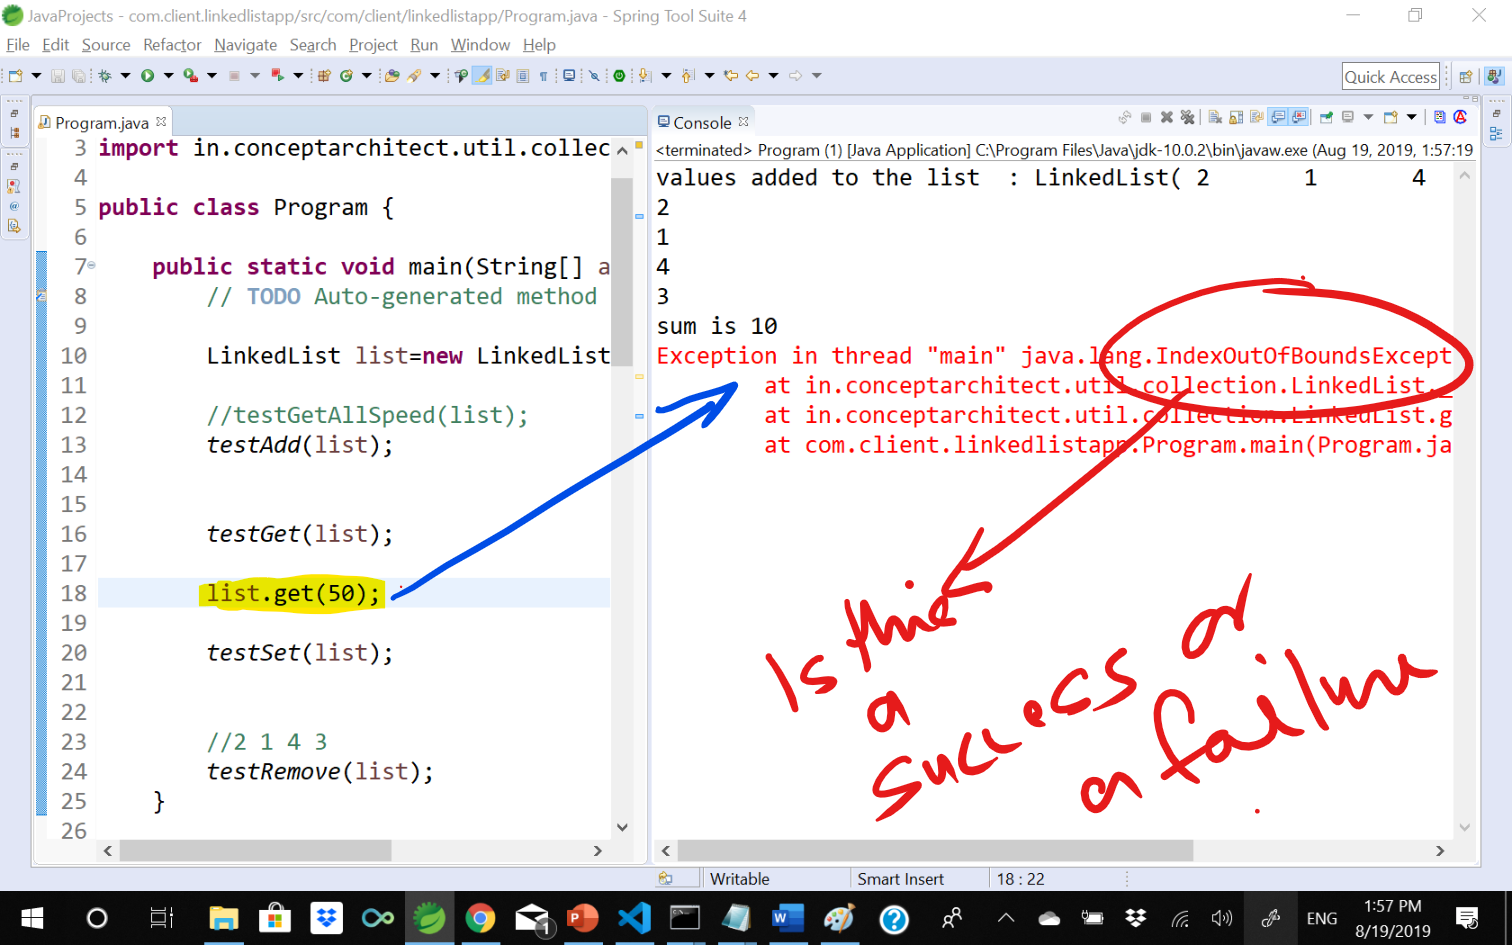 JavaProjects - com.client.linkedlistapp/src/com/client/linkedlistapp/Program.java - Spring Tool Suite 4
File Edit Source Refactor Navigate Search Project Run Window Help
Quick Access
Program.java
3 import in.conceptarchitect.util.collec
4
5 public class Program {
6
7 public static void main(String[] a
8 // TODO Auto-generated method
9
10 LinkedList list=new LinkedList
11
12 //testGetAllSpeed(list);
13 testAdd(list);
14
15
16 testGet(list);
17
18 list.get(50);
19
20 testSet(list);
21
22
23 //2 1 4 3
24 testRemove(list);
25 }
26
Console
<terminated> Program (1) [Java Application] C:\Program Files\Java\jdk-10.0.2\bin\javaw.exe (Aug 19, 2019, 1:57:19
values added to the list : LinkedList( 2 1 4
2
1
4
3
sum is 10
Exception in thread "main" java.lang.IndexOutOfBoundsExcept
at in.conceptarchitect.util.collection.LinkedList._
at in.conceptarchitect.util.collection.LinkedList.g
at com.client.linkedlistapp.Program.main(Program.ja
Is this
a
success or
a failure
Writable Smart Insert 18 : 22
1
ENG
1:57 PM
8/19/2019